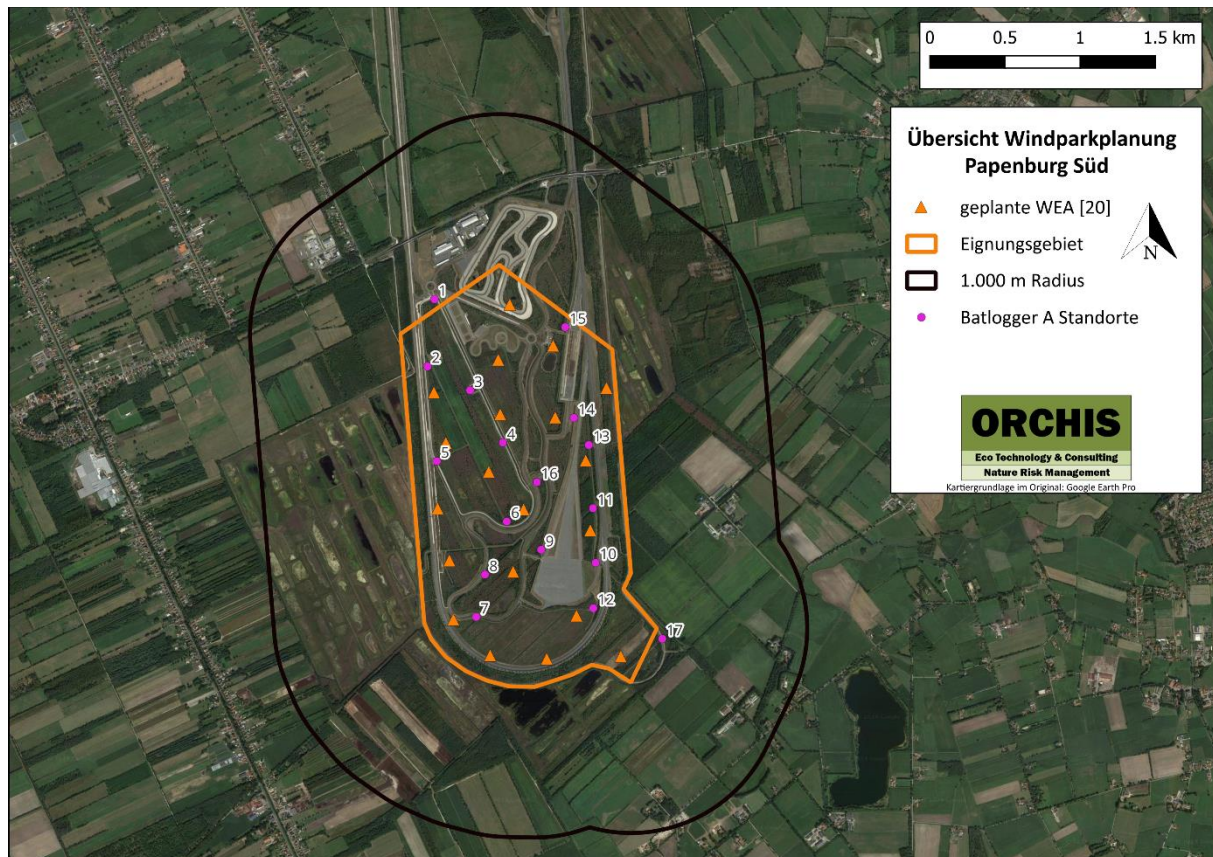 0 0.5 1 1.5 km
Übersicht Windparkplanung
Papenburg Süd
geplante WEA [20]
Eignungsgebiet
1.000 m Radius
Batlogger A Standorte
N
ORCHIS
Eco Technology & Consulting
Nature Risk Management
Kartiergrundlage im Original: Google Earth Pro
1
15
2
3
14
4
13
5
16
11
6
9
10
8
12
7
17